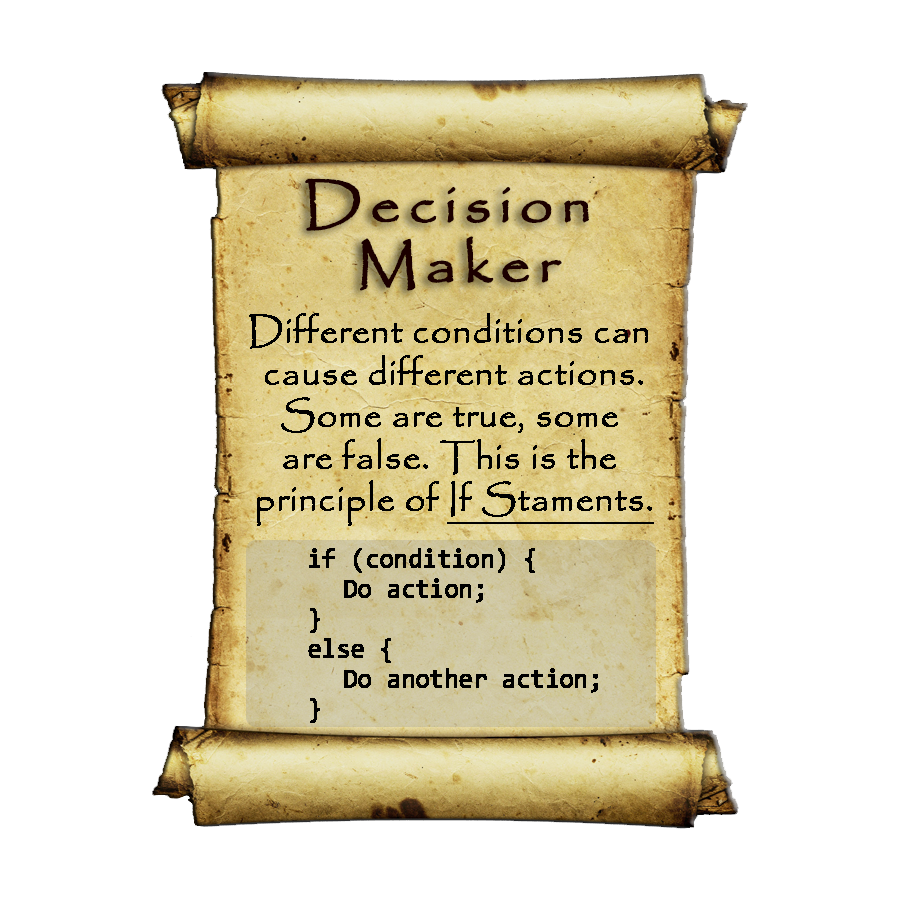 Decision
Maker
Different conditions can
cause different actions.
Some are true, some
are false. This is the
principle of If Staments.
if (condition) {
Do action;
}
else {
Do another action;
}